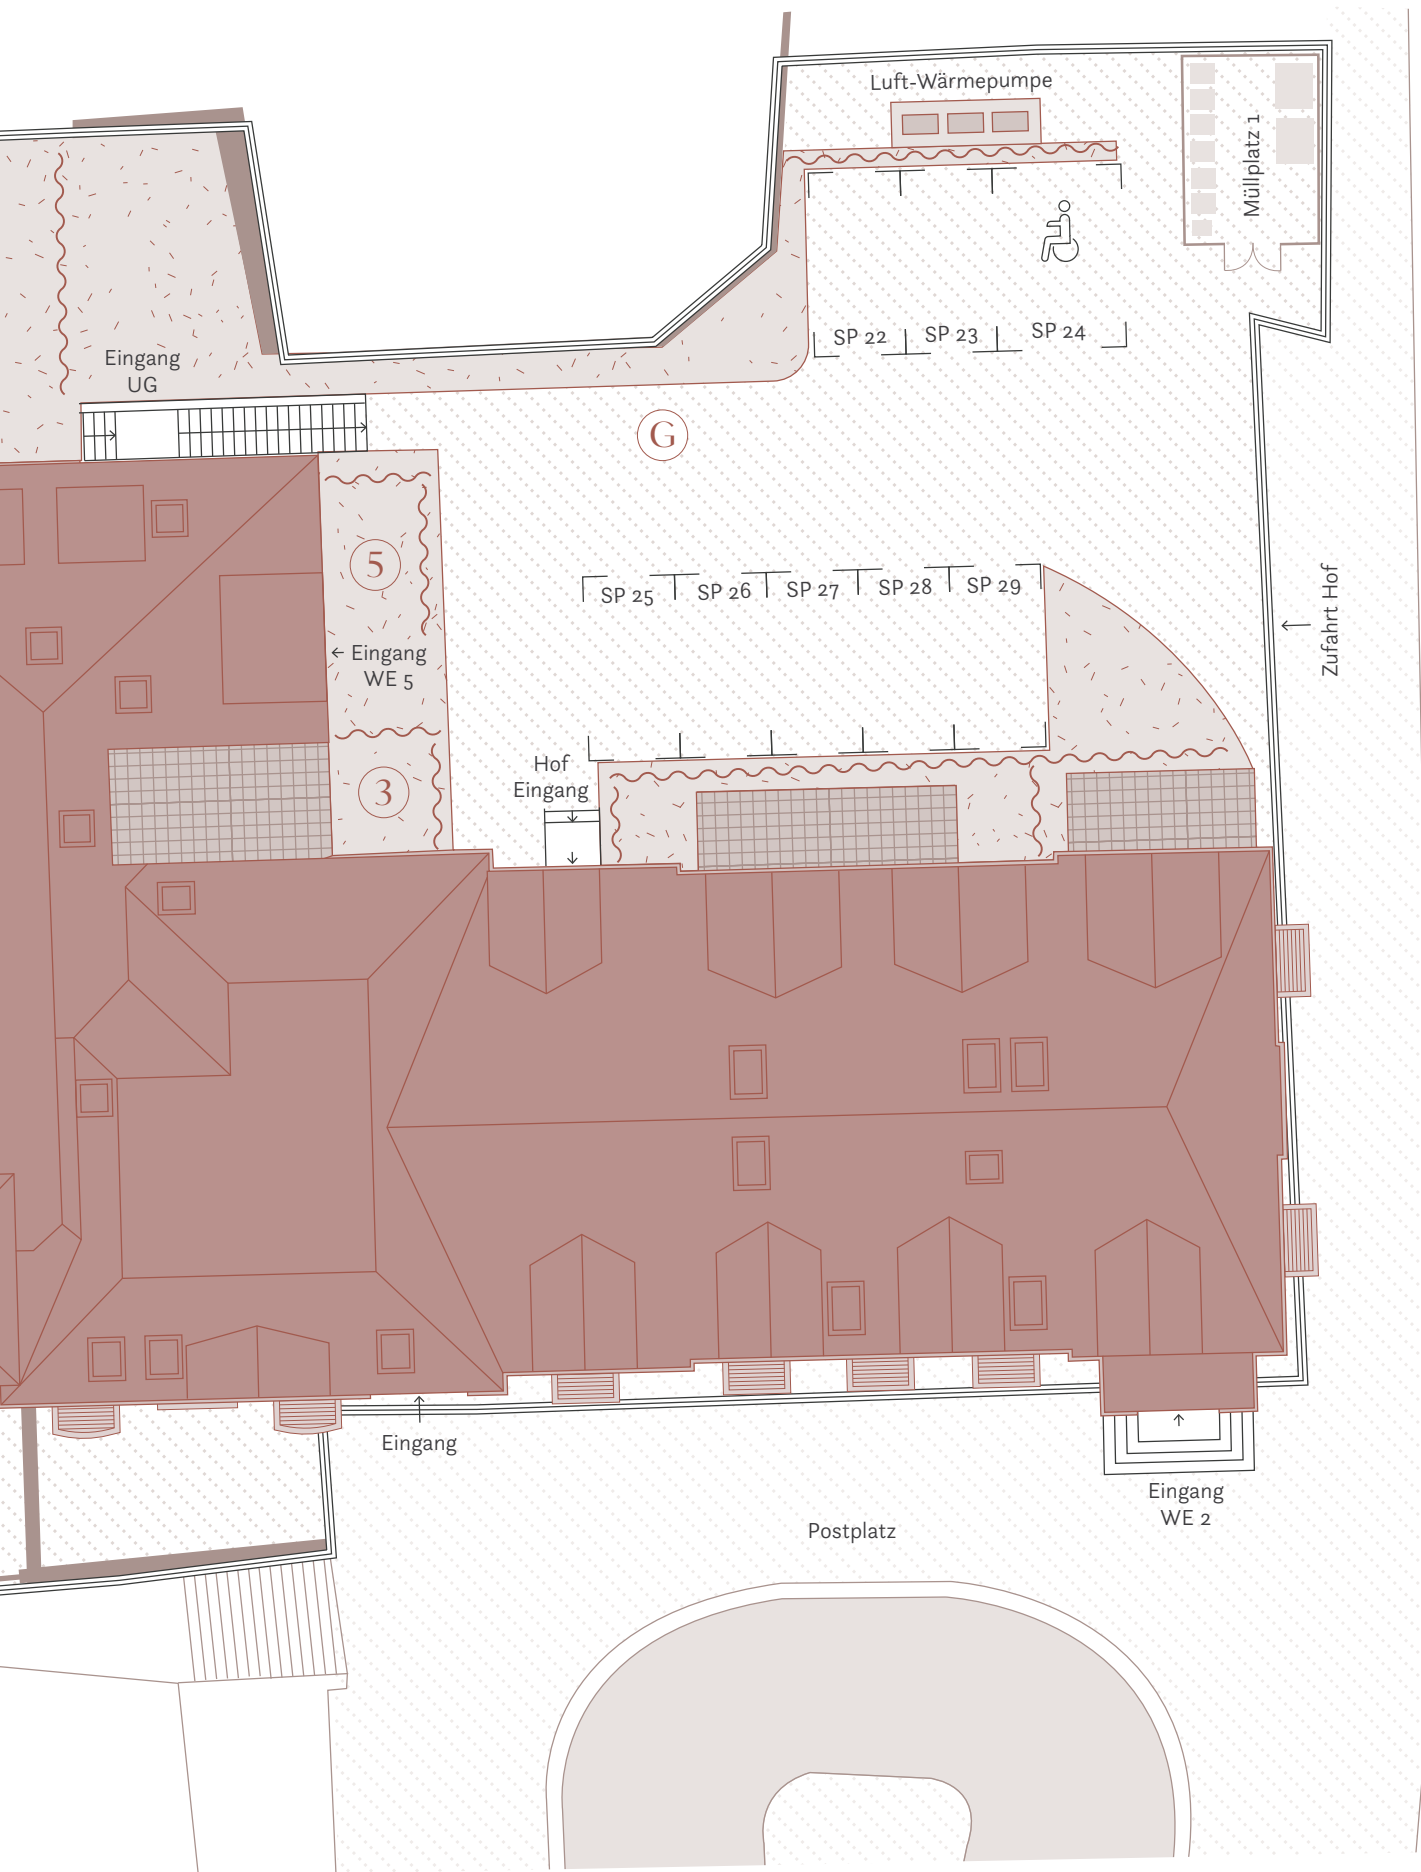 Luft-Wärmepumpe
Müllplatz 1
SP 22
SP 23
SP 24
Eingang
UG
G
5
SP 25
SP 26
SP 27
SP 28
SP 29
Zufahrt Hof
← Eingang
WE 5
3
Hof
Eingang
Eingang
Eingang
WE 2
Postplatz